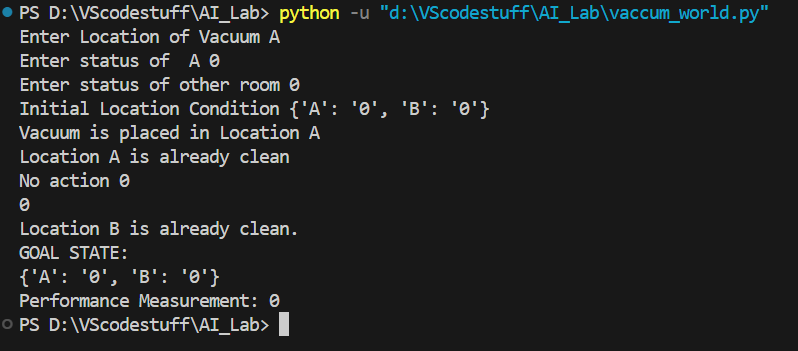 PS D:\VScodestuff\AI_Lab> python -u "d:\VScodestuff\AI_Lab\vaccum_world.py"
Enter Location of Vacuum A
Enter status of  A 0
Enter status of other room 0
Initial Location Condition {'A': '0', 'B': '0'}
Vacuum is placed in Location A
Location A is already clean
No action 0
0
Location B is already clean.
GOAL STATE:
{'A': '0', 'B': '0'}
Performance Measurement: 0
PS D:\VScodestuff\AI_Lab>